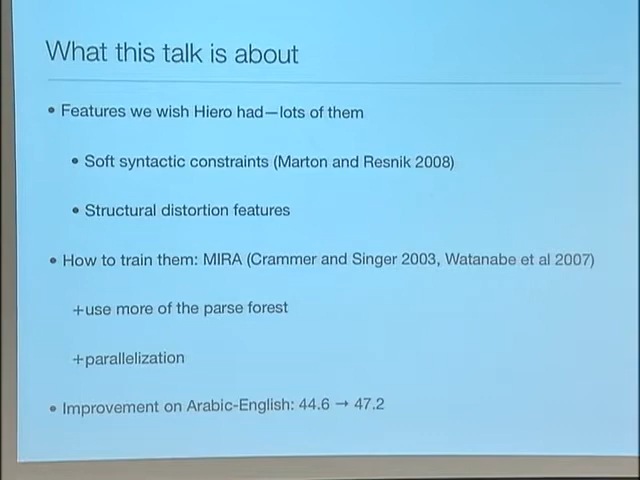 What this talk is about
• Features we wish Hiero had—lots of them
• Soft syntactic constraints (Marton and Resnik 2008)
• Structural distortion features
• How to train them: MIRA (Crammer and Singer 2003, Watanabe et al 2007)
+use more of the parse forest
+parallelization
• Improvement on Arabic-English: 44.6 → 47.2